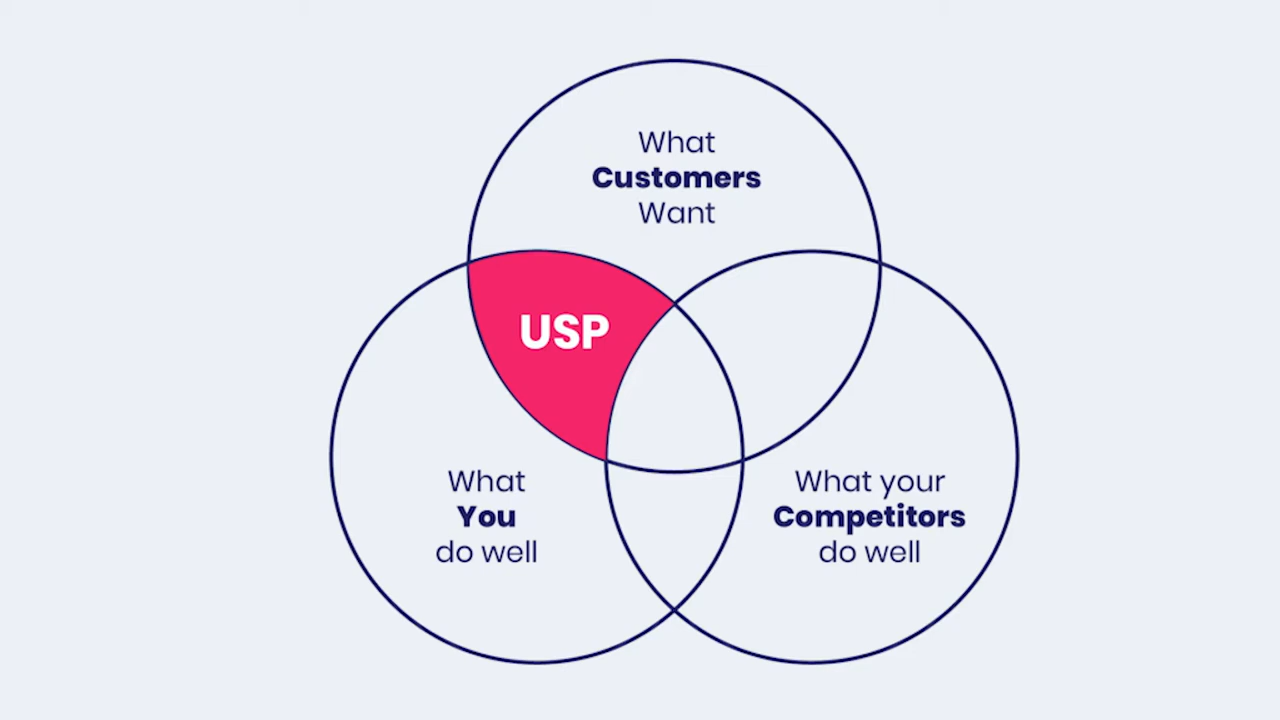 What
Customers
Want
USP
What
You
do well
What your
Competitors
do well